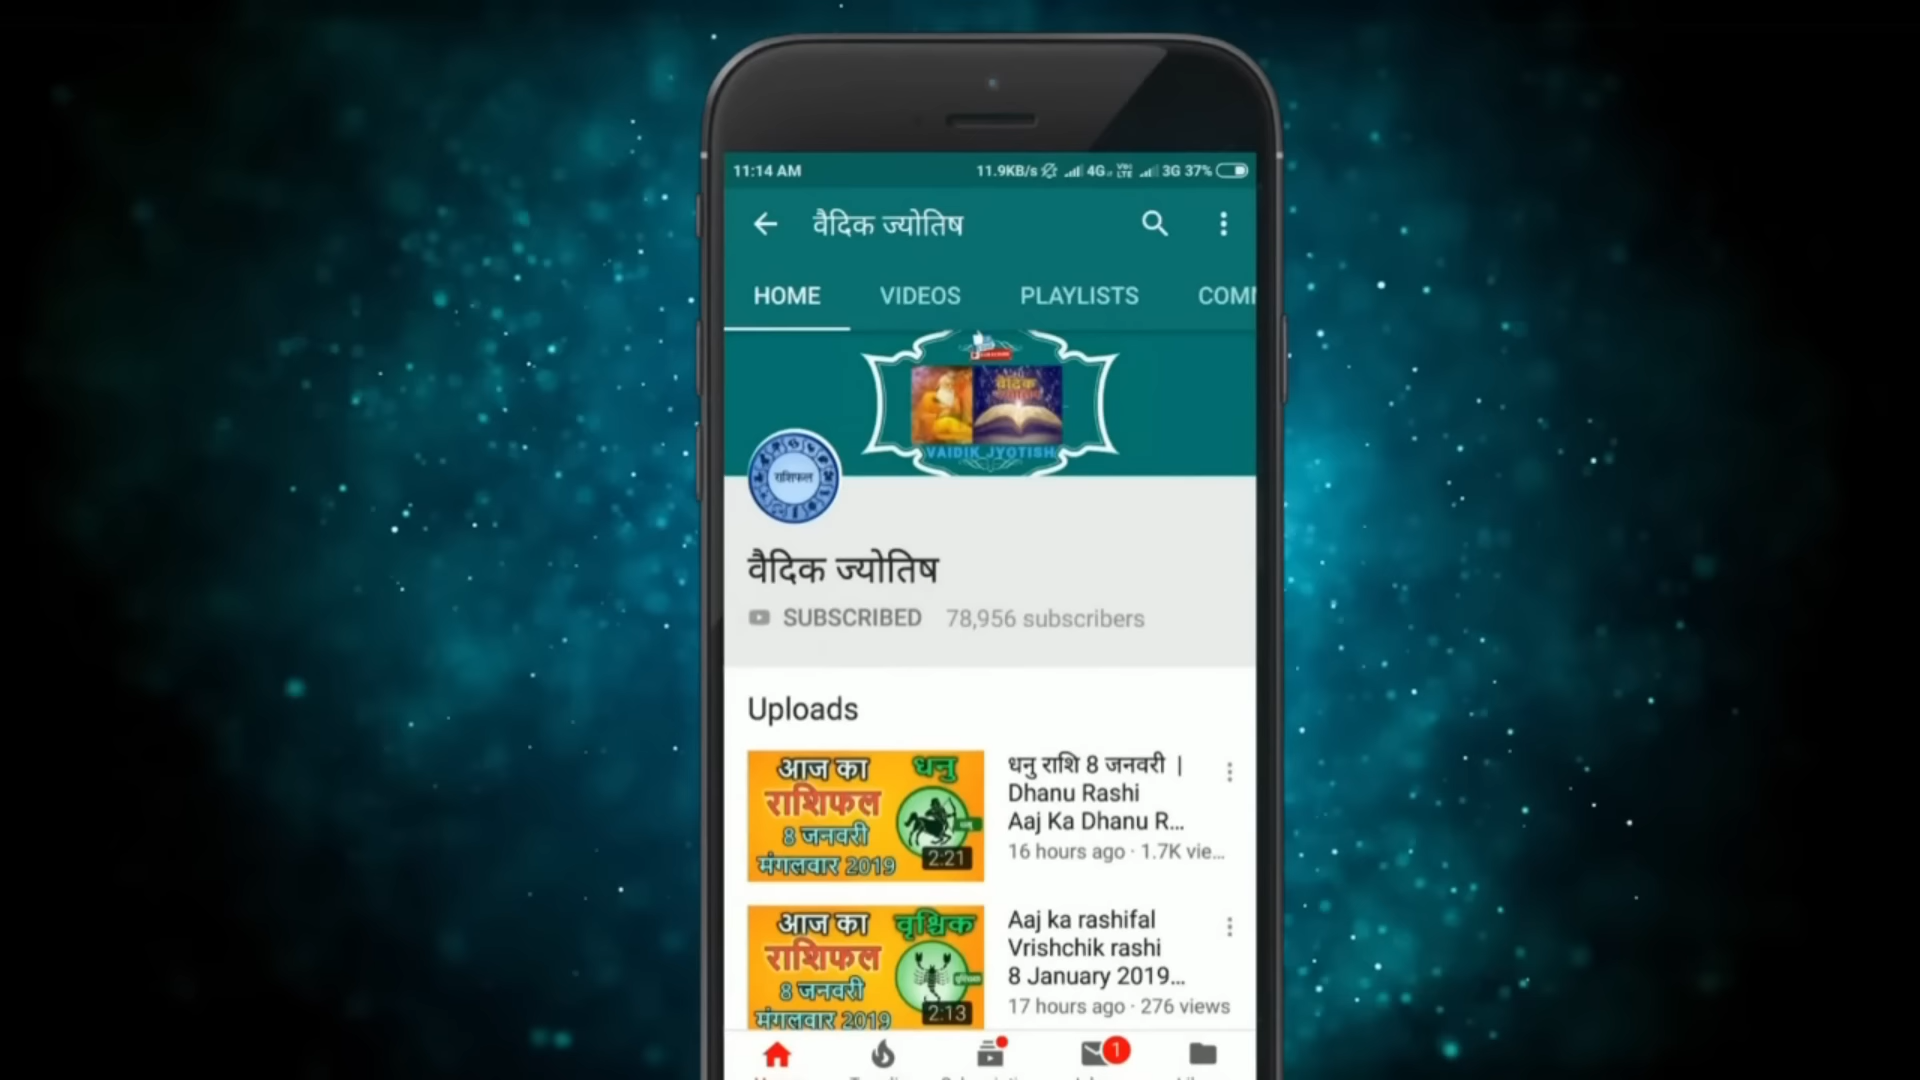 11:14 AM
11.9KB/s 4G VoLTE 3G 37%
वैदिक ज्योतिष
HOME VIDEOS PLAYLISTS COMM
वैदिक
VAIDIK JYOTISH
राशिफल
वैदिक ज्योतिष
SUBSCRIBED 78,956 subscribers
Uploads
आज का धनु
राशिफल
8 जनवरी
मंगलवार 2019
2:21
धनु राशि 8 जनवरी |
Dhanu Rashi
Aaj Ka Dhanu R...
16 hours ago · 1.7K vie...
आज का वृश्चिक
राशिफल
8 जनवरी
मंगलवार 2019
2:13
Aaj ka rashifal
Vrishchik rashi
8 January 2019...
17 hours ago · 276 views
1